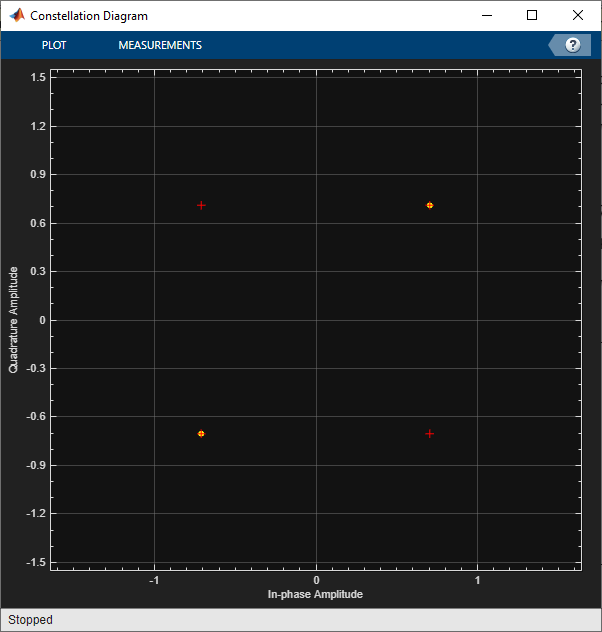 Constellation Diagram
PLOT MEASUREMENTS ?
1.5
1.2
0.9
0.6
0.3
0
-0.3
-0.6
-0.9
-1.2
-1.5
Quadrature Amplitude
-1 0 1
In-phase Amplitude
Stopped